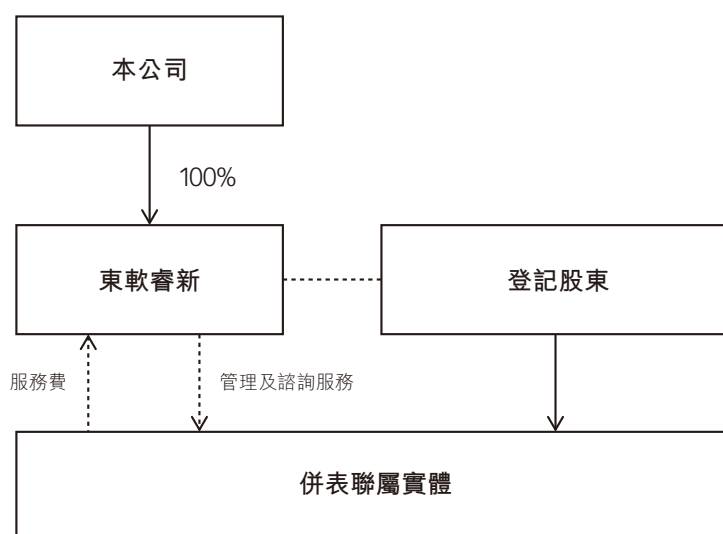 本公司
100%
東軟睿新
登記股東
服務費
管理及諮詢服務
併表聯屬實體